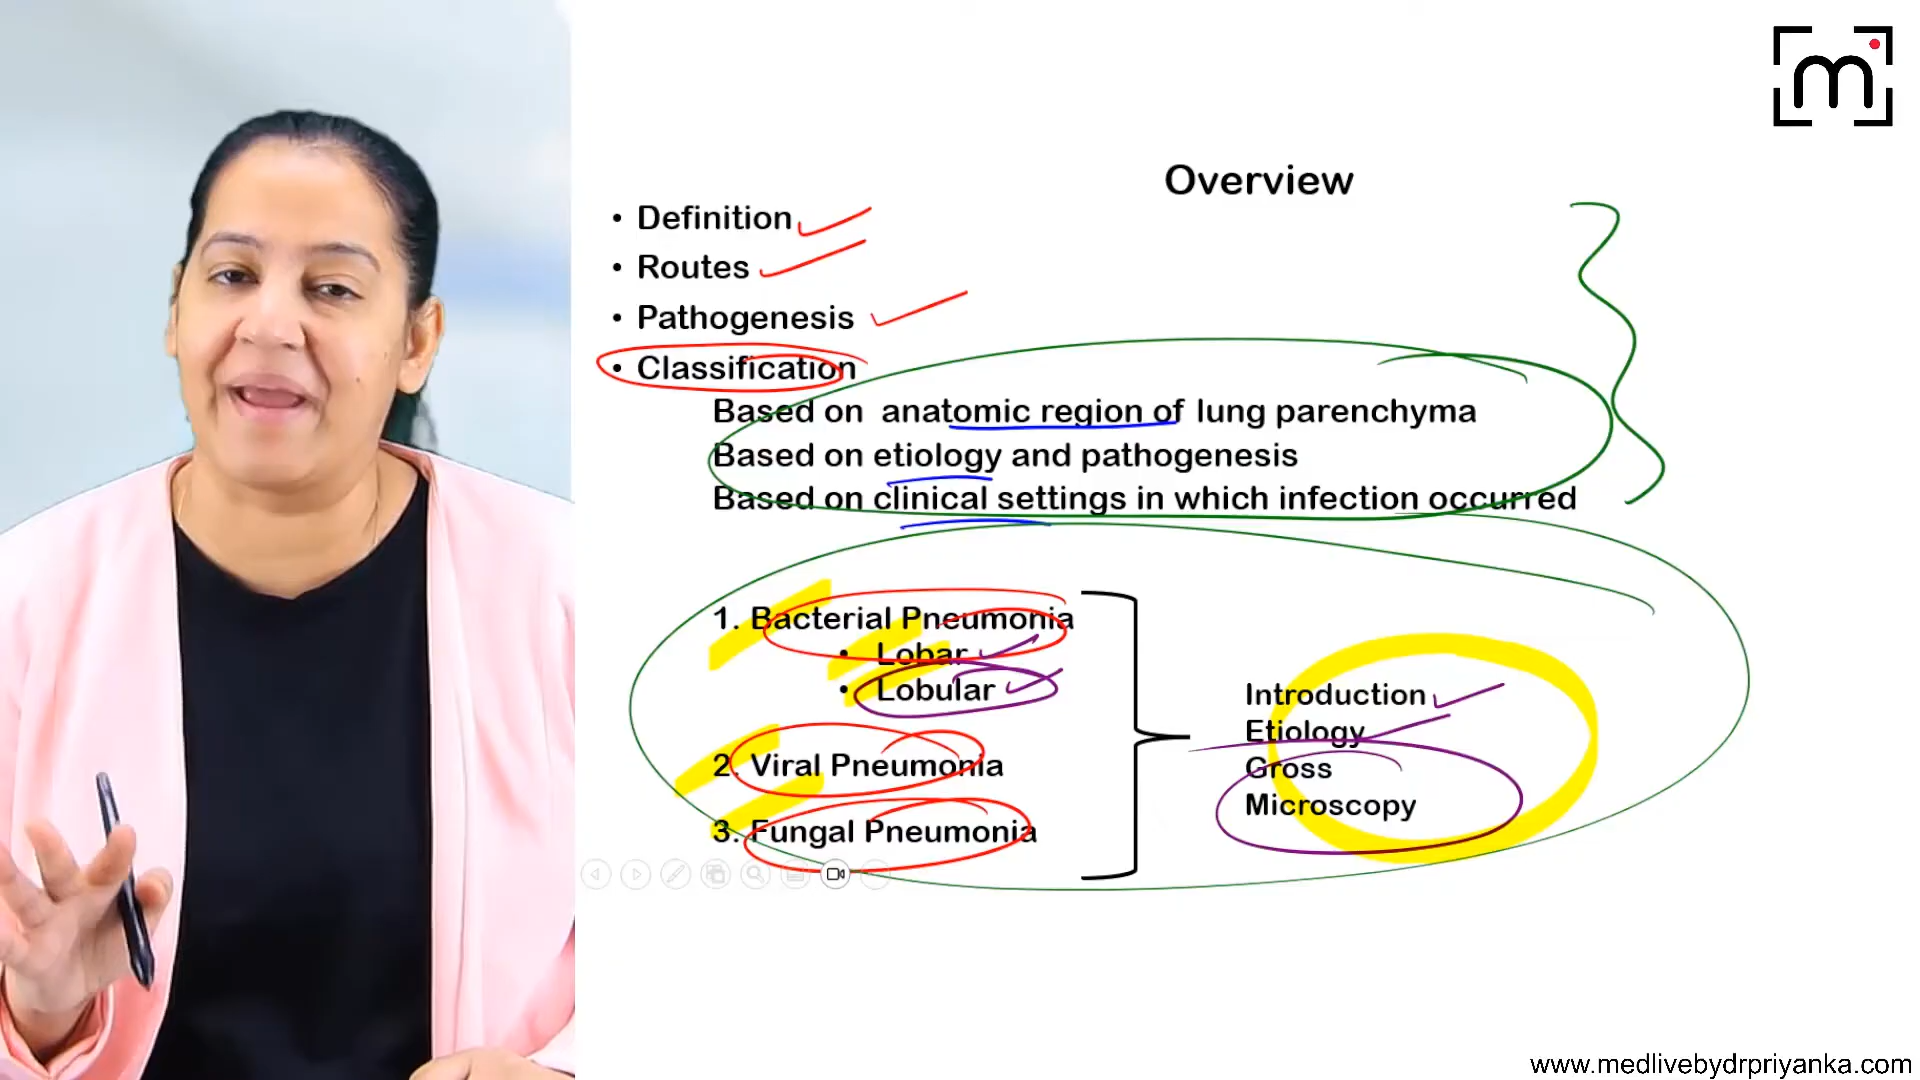 m
Overview
• Definition
• Routes
• Pathogenesis
• Classification
Based on anatomic region of lung parenchyma
Based on etiology and pathogenesis
Based on clinical settings in which infection occurred
1. Bacterial Pneumonia
• Lobar
• Lobular
2. Viral Pneumonia
3. Fungal Pneumonia
Introduction
Etiology
Gross
Microscopy
www.medlivebydrpriyanka.com